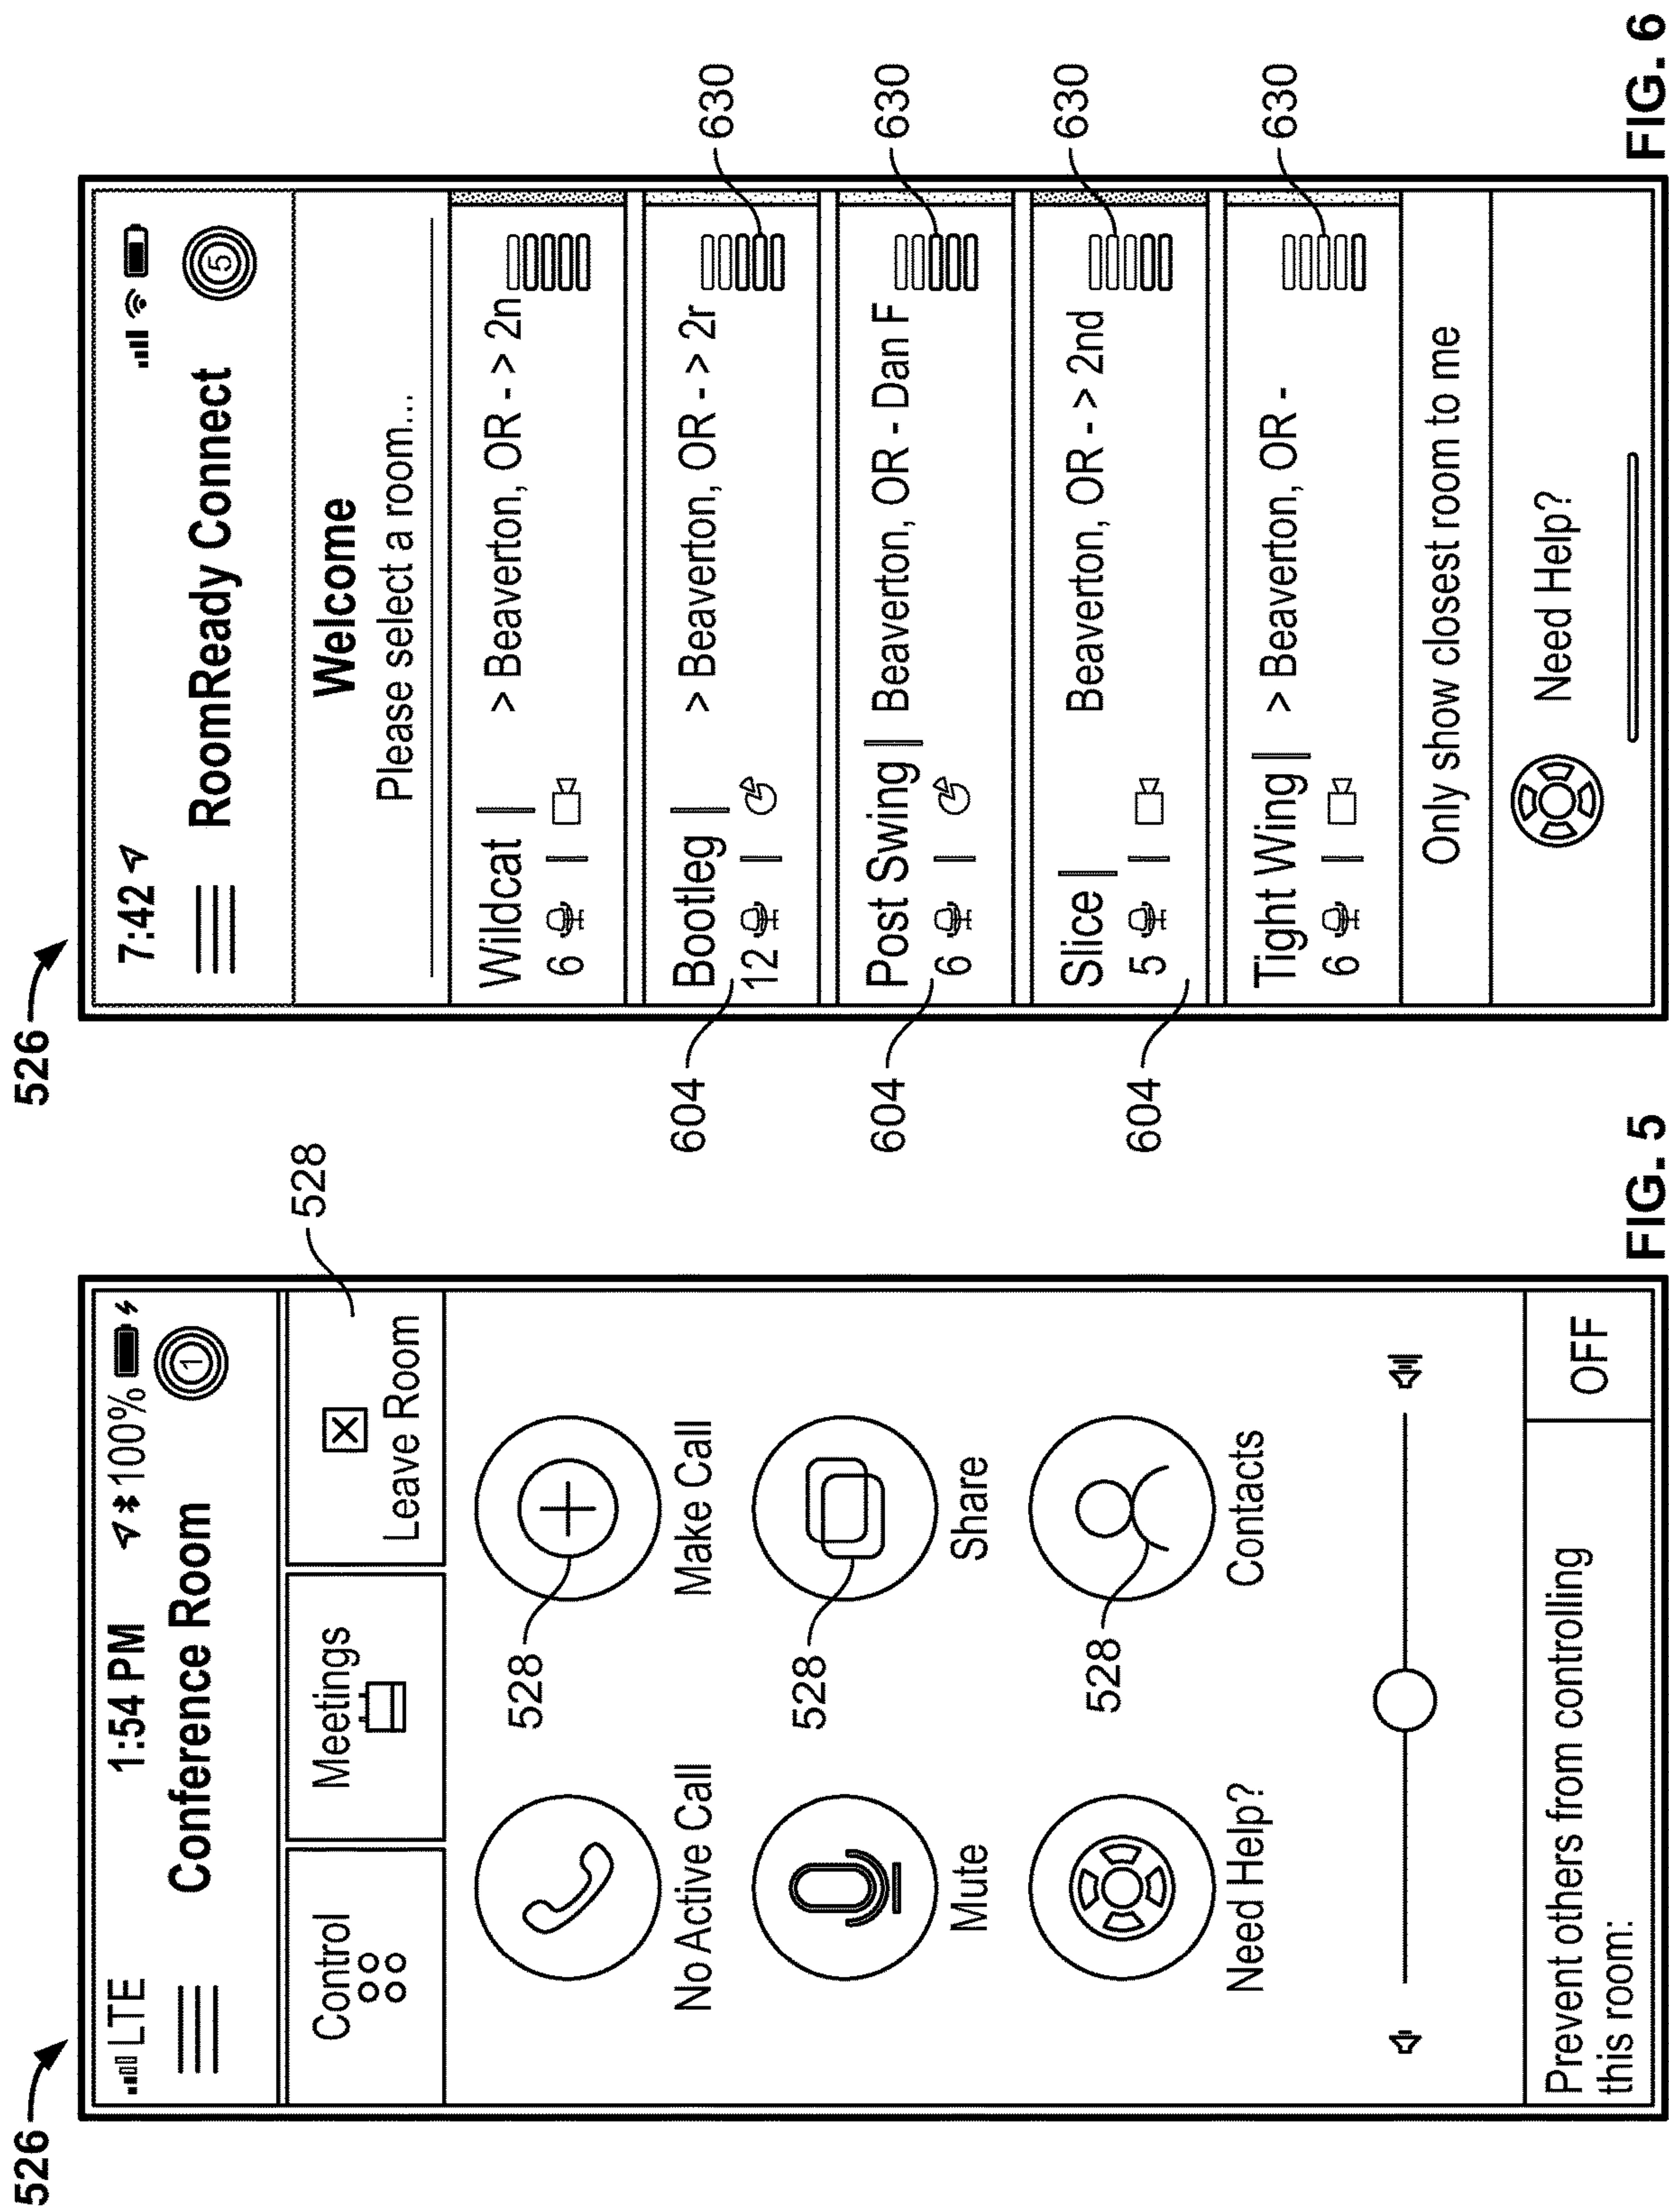 526
LTE 1:54 PM 100%
Conference Room 1
Control Meetings Leave Room
528
No Active Call Make Call
528
Mute Share
528
Need Help? Contacts
528
Prevent others from controlling
this room: OFF
FIG. 5
526
7:42
RoomReady Connect 5
Welcome
Please select a room...
Wildcat | > Beaverton, OR - > 2n
6 |
Bootleg | > Beaverton, OR - > 2r
12 |
604
630
Post Swing | Beaverton, OR - Dan F
6 |
604
630
Slice | Beaverton, OR - > 2nd
5 |
604
630
Tight Wing | > Beaverton, OR -
6 |
630
Only show closest room to me
Need Help?
FIG. 6